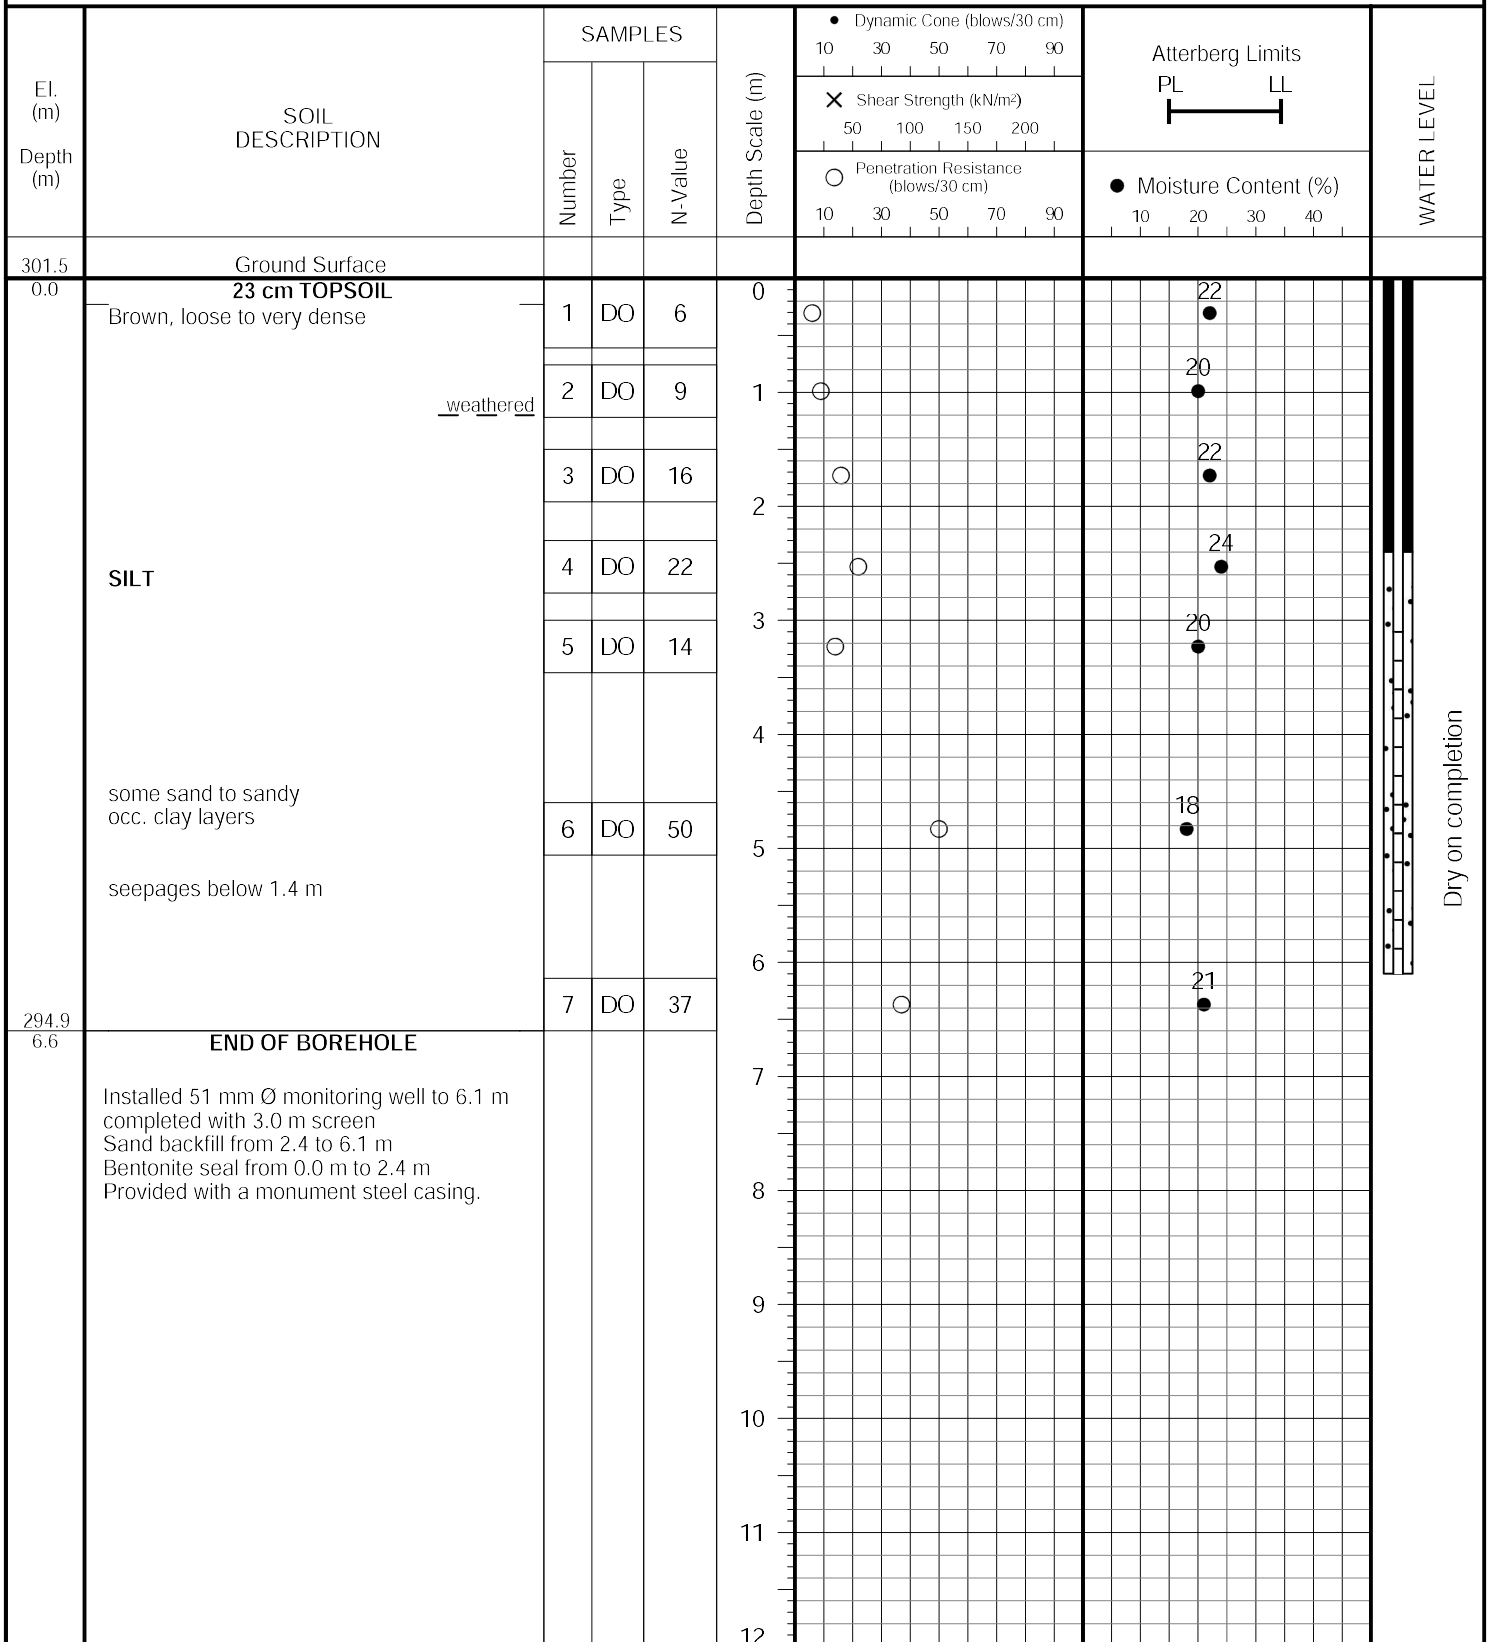 El.
(m)
Depth
(m)
SOIL
DESCRIPTION
SAMPLES
Number
Type
N-Value
Depth Scale (m)
Dynamic Cone (blows/30 cm)
10 30 50 70 90
Shear Strength (kN/m²)
50 100 150 200
Penetration Resistance
(blows/30 cm)
10 30 50 70 90
Atterberg Limits
PL LL
Moisture Content (%)
10 20 30 40
WATER LEVEL
301.5 Ground Surface
0.0 23 cm TOPSOIL 0 22
Brown, loose to very dense 1 DO 6
20
2 DO 9 1
weathered
22
3 DO 16
2
24
SILT 4 DO 22
3 20
5 DO 14
4
some sand to sandy
occ. clay layers
18
6 DO 50
5
seepages below 1.4 m
Dry on completion
6
21
7 DO 37
294.9
6.6 END OF BOREHOLE
7
Installed 51 mm Ø monitoring well to 6.1 m
completed with 3.0 m screen
Sand backfill from 2.4 to 6.1 m
Bentonite seal from 0.0 m to 2.4 m
Provided with a monument steel casing.
8
9
10
11
12